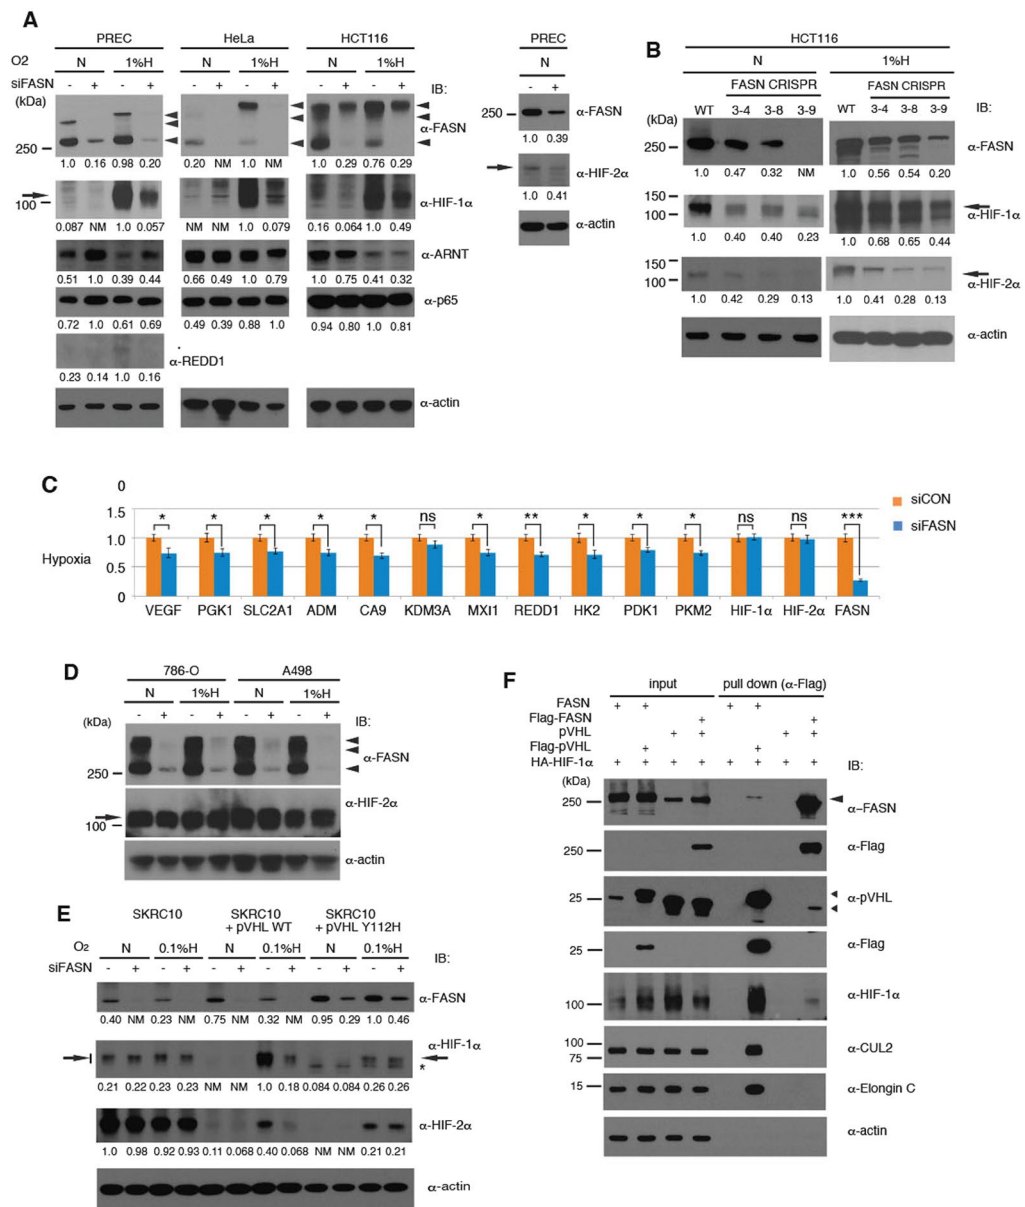 A
PREC HeLa HCT116
O2 N 1%H N 1%H N 1%H
siFASN - + - + - + - + - + - + IB:
(kDa)
α-FASN
250
1.0 0.16 0.98 0.20 0.20 NM 1.0 NM 1.0 0.29 0.76 0.29
100
α-HIF-1α
0.087 NM 1.0 0.057 NM NM 1.0 0.079 0.16 0.064 1.0 0.49
α-ARNT
0.51 1.0 0.39 0.44 0.66 0.49 1.0 0.79 1.0 0.75 0.41 0.32
α-p65
0.72 1.0 0.61 0.69 0.49 0.39 0.88 1.0 0.94 0.80 1.0 0.81
α-REDD1
0.23 0.14 1.0 0.16
α-actin
PREC
N
- +
250
α-FASN
1.0 0.39
α-HIF-2α
1.0 0.41
α-actin
B
HCT116
N 1%H
FASN CRISPR FASN CRISPR
WT 3-4 3-8 3-9 WT 3-4 3-8 3-9 IB:
(kDa)
250
α-FASN
1.0 0.47 0.32 NM 1.0 0.56 0.54 0.20
150
100
150
100
α-HIF-1α
1.0 0.40 0.40 0.23 1.0 0.68 0.65 0.44
150
100
150
100
α-HIF-2α
1.0 0.42 0.29 0.13 1.0 0.41 0.28 0.13
α-actin
C
0
1.5
1.0
0.5
0
Hypoxia
* * * * * ns * ** * * * ns ns ***
VEGF PGK1 SLC2A1 ADM CA9 KDM3A MXI1 REDD1 HK2 PDK1 PKM2 HIF-1α HIF-2α FASN
siCON
siFASN
D
786-O A498
N 1%H N 1%H
- + - + - + - + IB:
(kDa)
α-FASN
250
α-HIF-2α
100
α-actin
E
SKRC10 SKRC10 SKRC10
+ pVHL WT + pVHL Y112H
O2 N 0.1%H N 0.1%H N 0.1%H IB:
siFASN - + - + - + - + - + - +
α-FASN
0.40 NM 0.23 NM 0.75 NM 0.32 NM 0.95 0.29 1.0 0.46
α-HIF-1α
*
0.21 0.22 0.23 0.23 NM NM 1.0 0.18 0.084 0.084 0.26 0.26
α-HIF-2α
1.0 0.98 0.92 0.93 0.11 0.068 0.40 0.068 NM NM 0.21 0.21
α-actin
F
input pull down (α-Flag)
FASN + + + +
Flag-FASN + +
pVHL + + + +
Flag-pVHL + +
HA-HIF-1α + + + + + + + + IB:
(kDa)
250
α–FASN
250
α-Flag
25
α-pVHL
25
α-Flag
100
α-HIF-1α
100
75
α-CUL2
15
α-Elongin C
α-actin